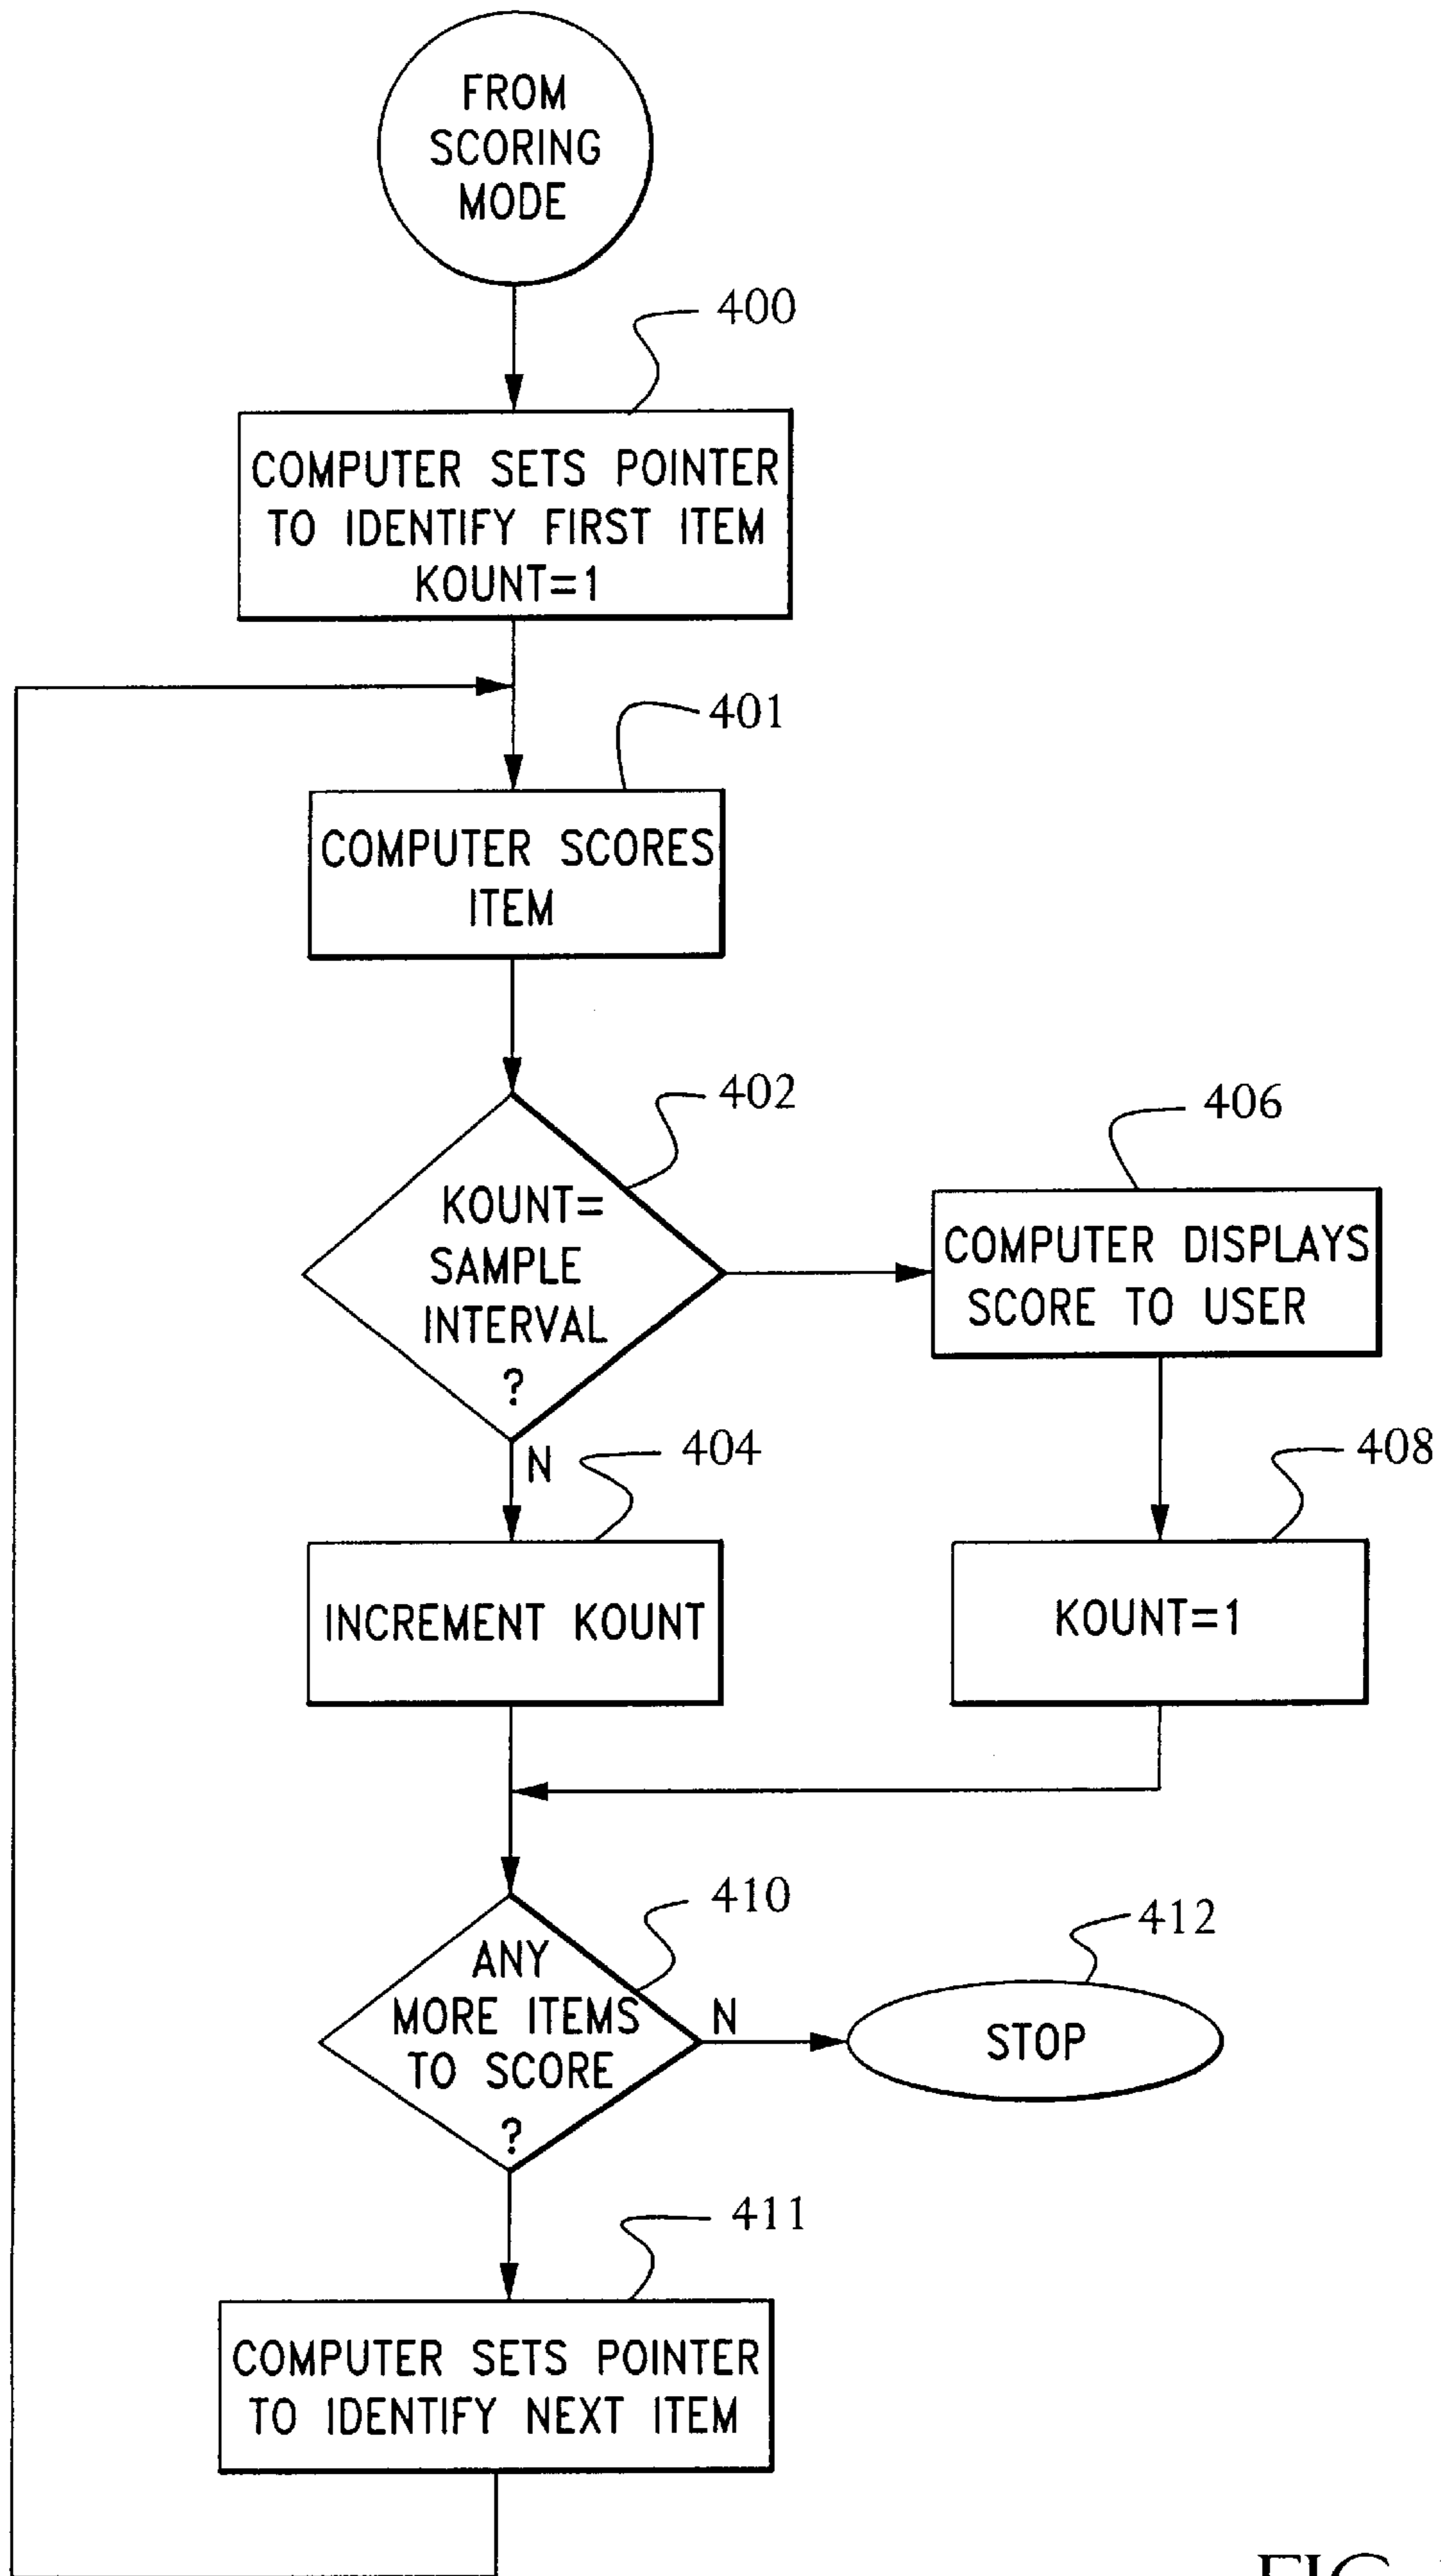 FROM
SCORING
MODE
400
COMPUTER SETS POINTER
TO IDENTIFY FIRST ITEM
KOUNT=1
401
COMPUTER SCORES
ITEM
402
KOUNT=
SAMPLE
INTERVAL
?
406
COMPUTER DISPLAYS
SCORE TO USER
N
404
INCREMENT KOUNT
408
KOUNT=1
410
ANY
MORE ITEMS
TO SCORE
?
N
412
STOP
411
COMPUTER SETS POINTER
TO IDENTIFY NEXT ITEM